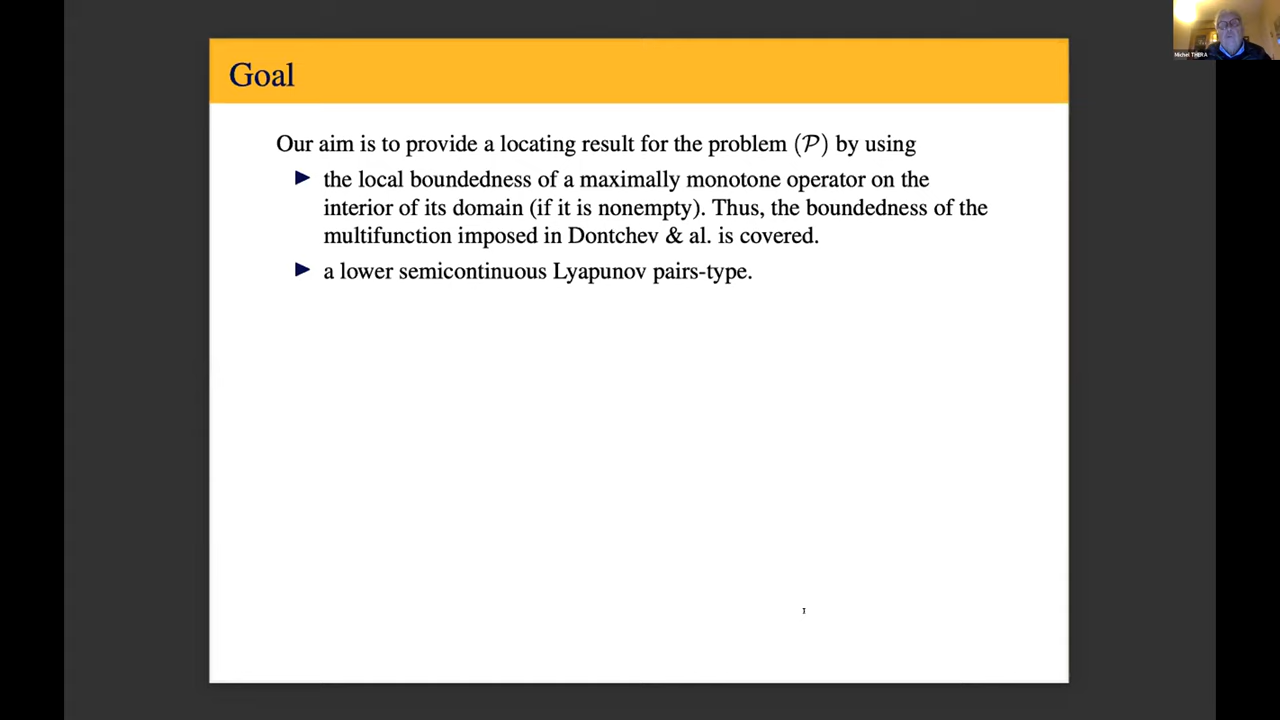 Michel THERA
Goal
Our aim is to provide a locating result for the problem (𝒫) by using
▶ the local boundedness of a maximally monotone operator on the
interior of its domain (if it is nonempty). Thus, the boundedness of the
multifunction imposed in Dontchev & al. is covered.
▶ a lower semicontinuous Lyapunov pairs-type.